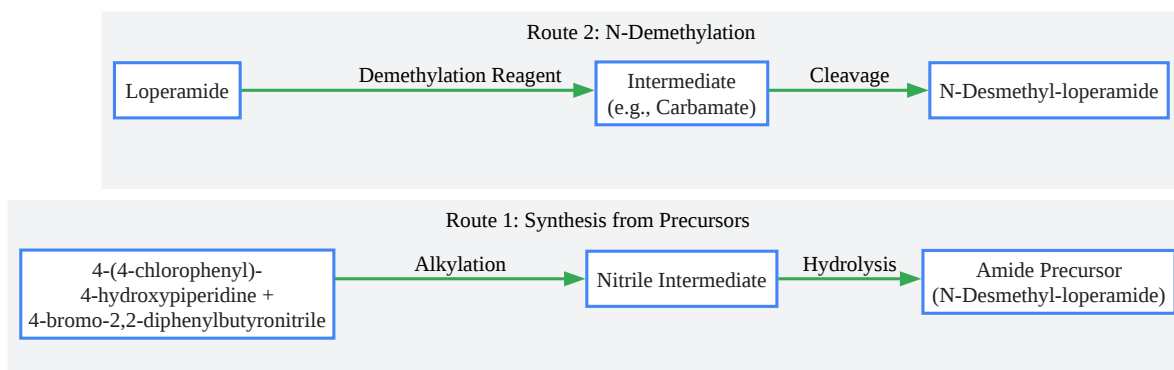 Route 2: N-Demethylation
Loperamide
Demethylation Reagent
Intermediate
(e.g., Carbamate)
Cleavage
N-Desmethyl-loperamide
Route 1: Synthesis from Precursors
4-(4-chlorophenyl)-
4-hydroxypiperidine +
4-bromo-2,2-diphenylbutyronitrile
Alkylation
Nitrile Intermediate
Hydrolysis
Amide Precursor
(N-Desmethyl-loperamide)